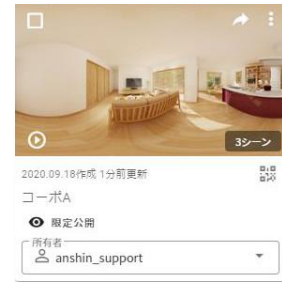 3シーン
2020.09.18作成 1分前更新
コーポA
限定公開
所有者
anshin_support